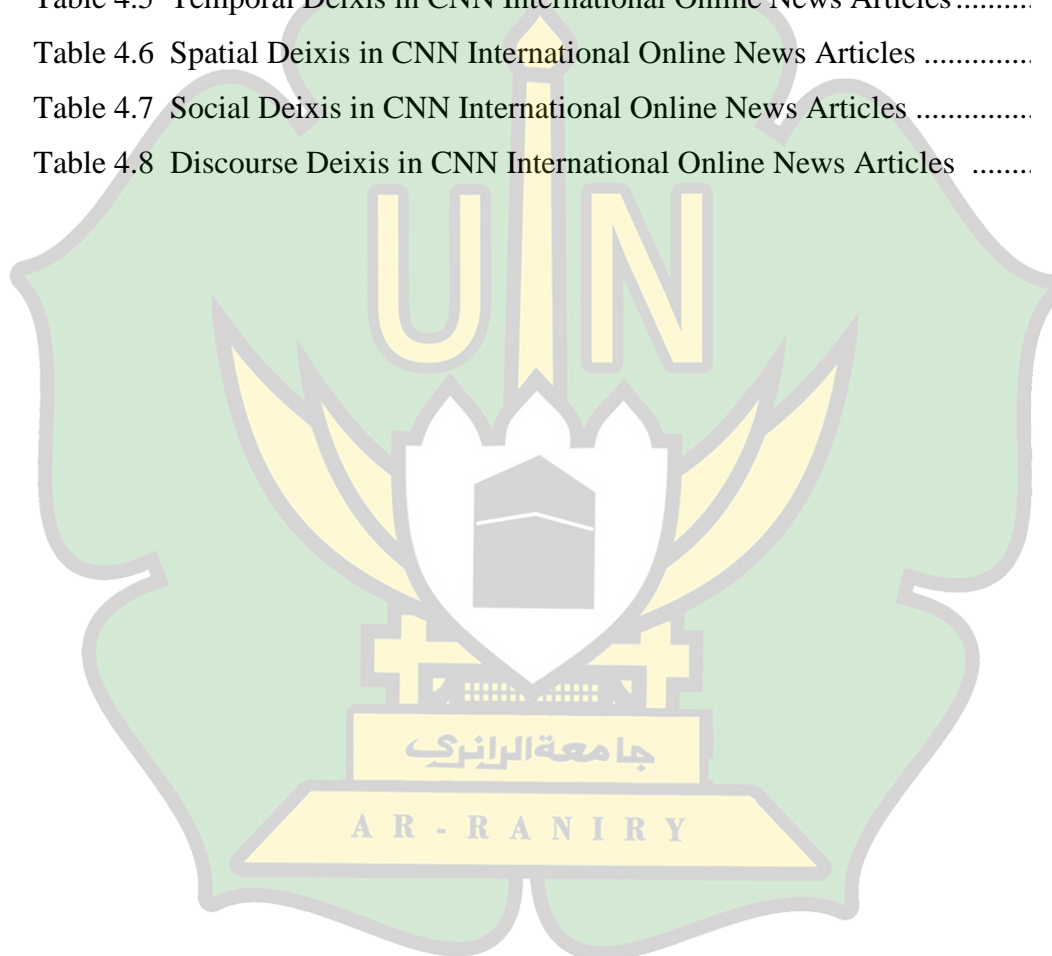 Table 4.5 Temporal Deixis in CNN International Online News Articles...........
Table 4.6 Spatial Deixis in CNN International Online News Articles .............
Table 4.7 Social Deixis in CNN International Online News Articles ..............
Table 4.8 Discourse Deixis in CNN International Online News Articles ........
UIN
جامعةالرانري
AR-RANIRY